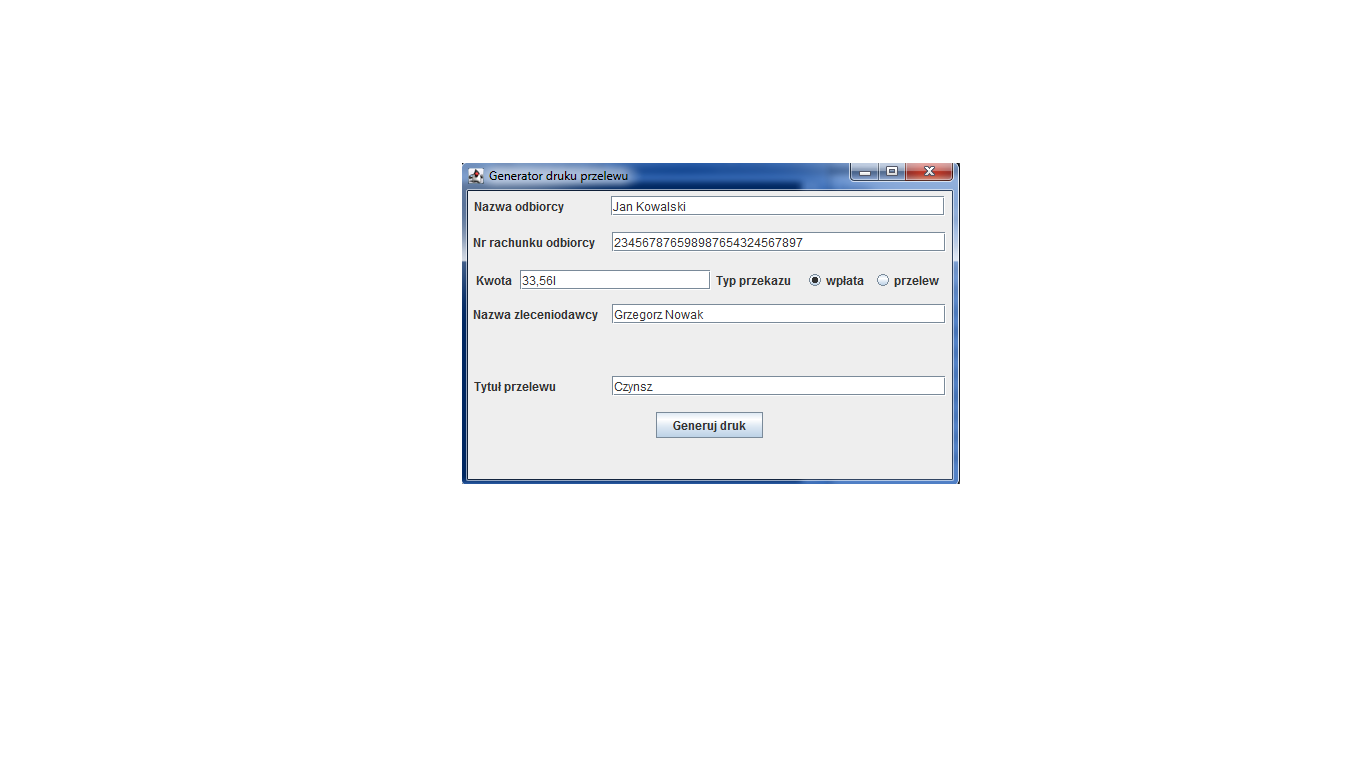 Generator druku przelewu
Nazwa odbiorcy Jan Kowalski
Nr rachunku odbiorcy 234567876598987654324567897
Kwota 33,56l Typ przekazu wpłata przelew
Nazwa zleceniodawcy Grzegorz Nowak
Tytuł przelewu Czynsz
Generuj druk